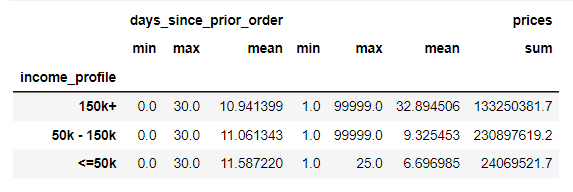 days_since_prior_order prices
min max mean min max mean sum
income_profile
150k+ 0.0 30.0 10.941399 1.0 99999.0 32.894506 133250381.7
50k - 150k 0.0 30.0 11.061343 1.0 99999.0 9.325453 230897619.2
<=50k 0.0 30.0 11.587220 1.0 25.0 6.696985 24069521.7